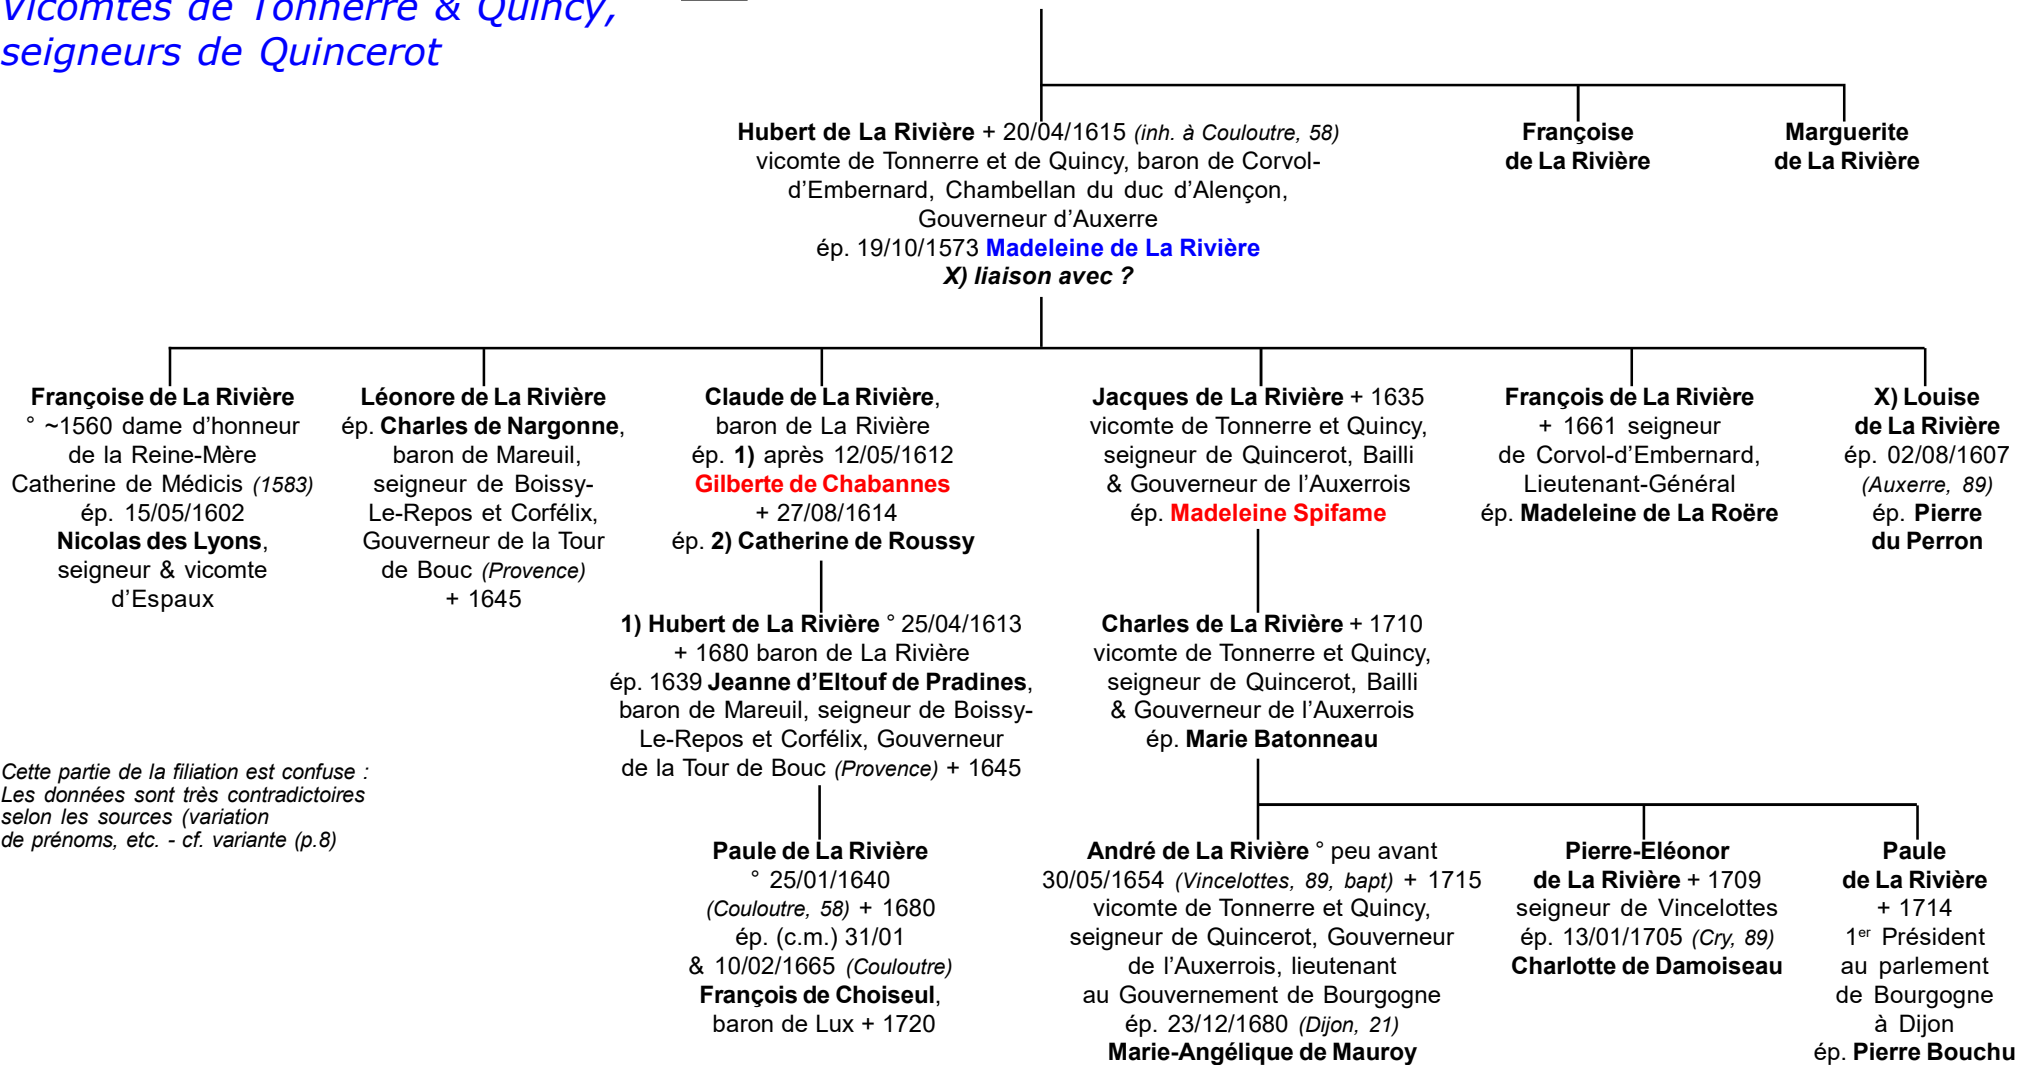 Vicomtes de Tonnerre & Quincy,
seigneurs de Quincerot
Hubert de La Rivière + 20/04/1615 (inh. à Couloutre, 58)
vicomte de Tonnerre et de Quincy, baron de Corvol-
d’Embernard, Chambellan du duc d’Alençon,
Gouverneur d’Auxerre
ép. 19/10/1573 Madeleine de La Rivière
X) liaison avec ?
Françoise
de La Rivière
Marguerite
de La Rivière
Françoise de La Rivière
° ~1560 dame d’honneur
de la Reine-Mère
Catherine de Médicis (1583)
ép. 15/05/1602
Nicolas des Lyons,
seigneur & vicomte
d’Espaux
Léonore de La Rivière
ép. Charles de Nargonne,
baron de Mareuil,
seigneur de Boissy-
Le-Repos et Corfélix,
Gouverneur de la Tour
de Bouc (Provence)
+ 1645
Claude de La Rivière,
baron de La Rivière
ép. 1) après 12/05/1612
Gilberte de Chabannes
+ 27/08/1614
ép. 2) Catherine de Roussy
Jacques de La Rivière + 1635
vicomte de Tonnerre et Quincy,
seigneur de Quincerot, Bailli
& Gouverneur de l’Auxerrois
ép. Madeleine Spifame
François de La Rivière
+ 1661 seigneur
de Corvol-d’Embernard,
Lieutenant-Général
ép. Madeleine de La Roëre
X) Louise
de La Rivière
ép. 02/08/1607
(Auxerre, 89)
ép. Pierre
du Perron
1) Hubert de La Rivière ° 25/04/1613
+ 1680 baron de La Rivière
ép. 1639 Jeanne d’Eltouf de Pradines,
baron de Mareuil, seigneur de Boissy-
Le-Repos et Corfélix, Gouverneur
de la Tour de Bouc (Provence) + 1645
Charles de La Rivière + 1710
vicomte de Tonnerre et Quincy,
seigneur de Quincerot, Bailli
& Gouverneur de l’Auxerrois
ép. Marie Batonneau
Cette partie de la filiation est confuse :
Les données sont très contradictoires
selon les sources (variation
de prénoms, etc. - cf. variante (p.8)
Paule de La Rivière
° 25/01/1640
(Couloutre, 58) + 1680
ép. (c.m.) 31/01
& 10/02/1665 (Couloutre)
François de Choiseul,
baron de Lux + 1720
André de La Rivière ° peu avant
30/05/1654 (Vincelottes, 89, bapt) + 1715
vicomte de Tonnerre et Quincy,
seigneur de Quincerot, Gouverneur
de l’Auxerrois, lieutenant
au Gouvernement de Bourgogne
ép. 23/12/1680 (Dijon, 21)
Marie-Angélique de Mauroy
Pierre-Eléonor
de La Rivière + 1709
seigneur de Vincelottes
ép. 13/01/1705 (Cry, 89)
Charlotte de Damoiseau
Paule
de La Rivière
+ 1714
1er Président
au parlement
de Bourgogne
à Dijon
ép. Pierre Bouchu